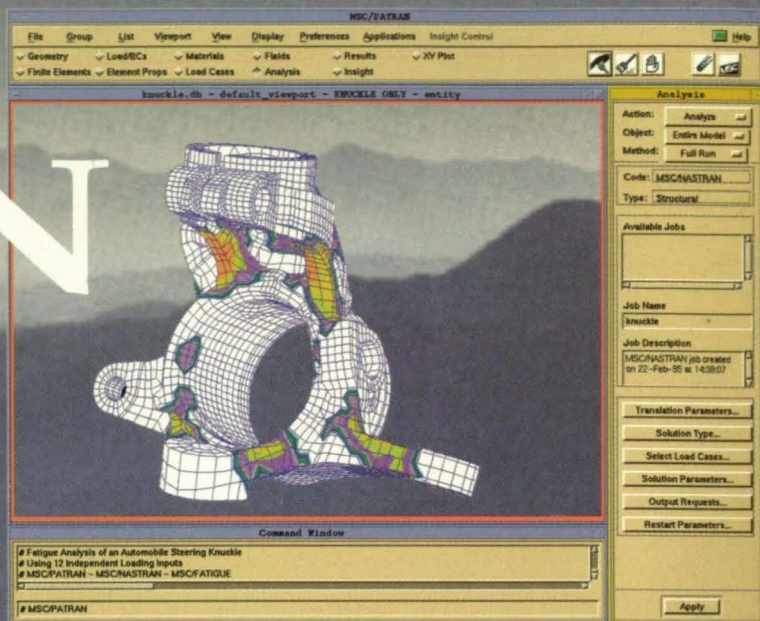 MSC/PATRAN
File Group List Viewport View Display Preferences Applications Insight Control Help
Geometry Load/BCs Materials Fields Results XY Plot
Finite Elements Element Props Load Cases Analysis Insight
knuckle.db - default_viewport - KNUCKLE ONLY - entity
N
Analysis
Action: Analyze
Object: Entire Model
Method: Full Run
Code: MSC/NASTRAN
Type: Structural
Available Jobs
Job Name
knuckle
Job Description
MSC/NASTRAN job created
on 22-Feb-95 at 14:38:07
Translation Parameters...
Solution Type...
Select Load Cases...
Solution Parameters...
Output Requests...
Restart Parameters...
Apply
Command Window
# Fatigue Analysis of an Automobile Steering Knuckle
# Using 12 Independent Loading Inputs
# MSC/PATRAN - MSC/NASTRAN - MSC/FATIGUE
# MSC/PATRAN